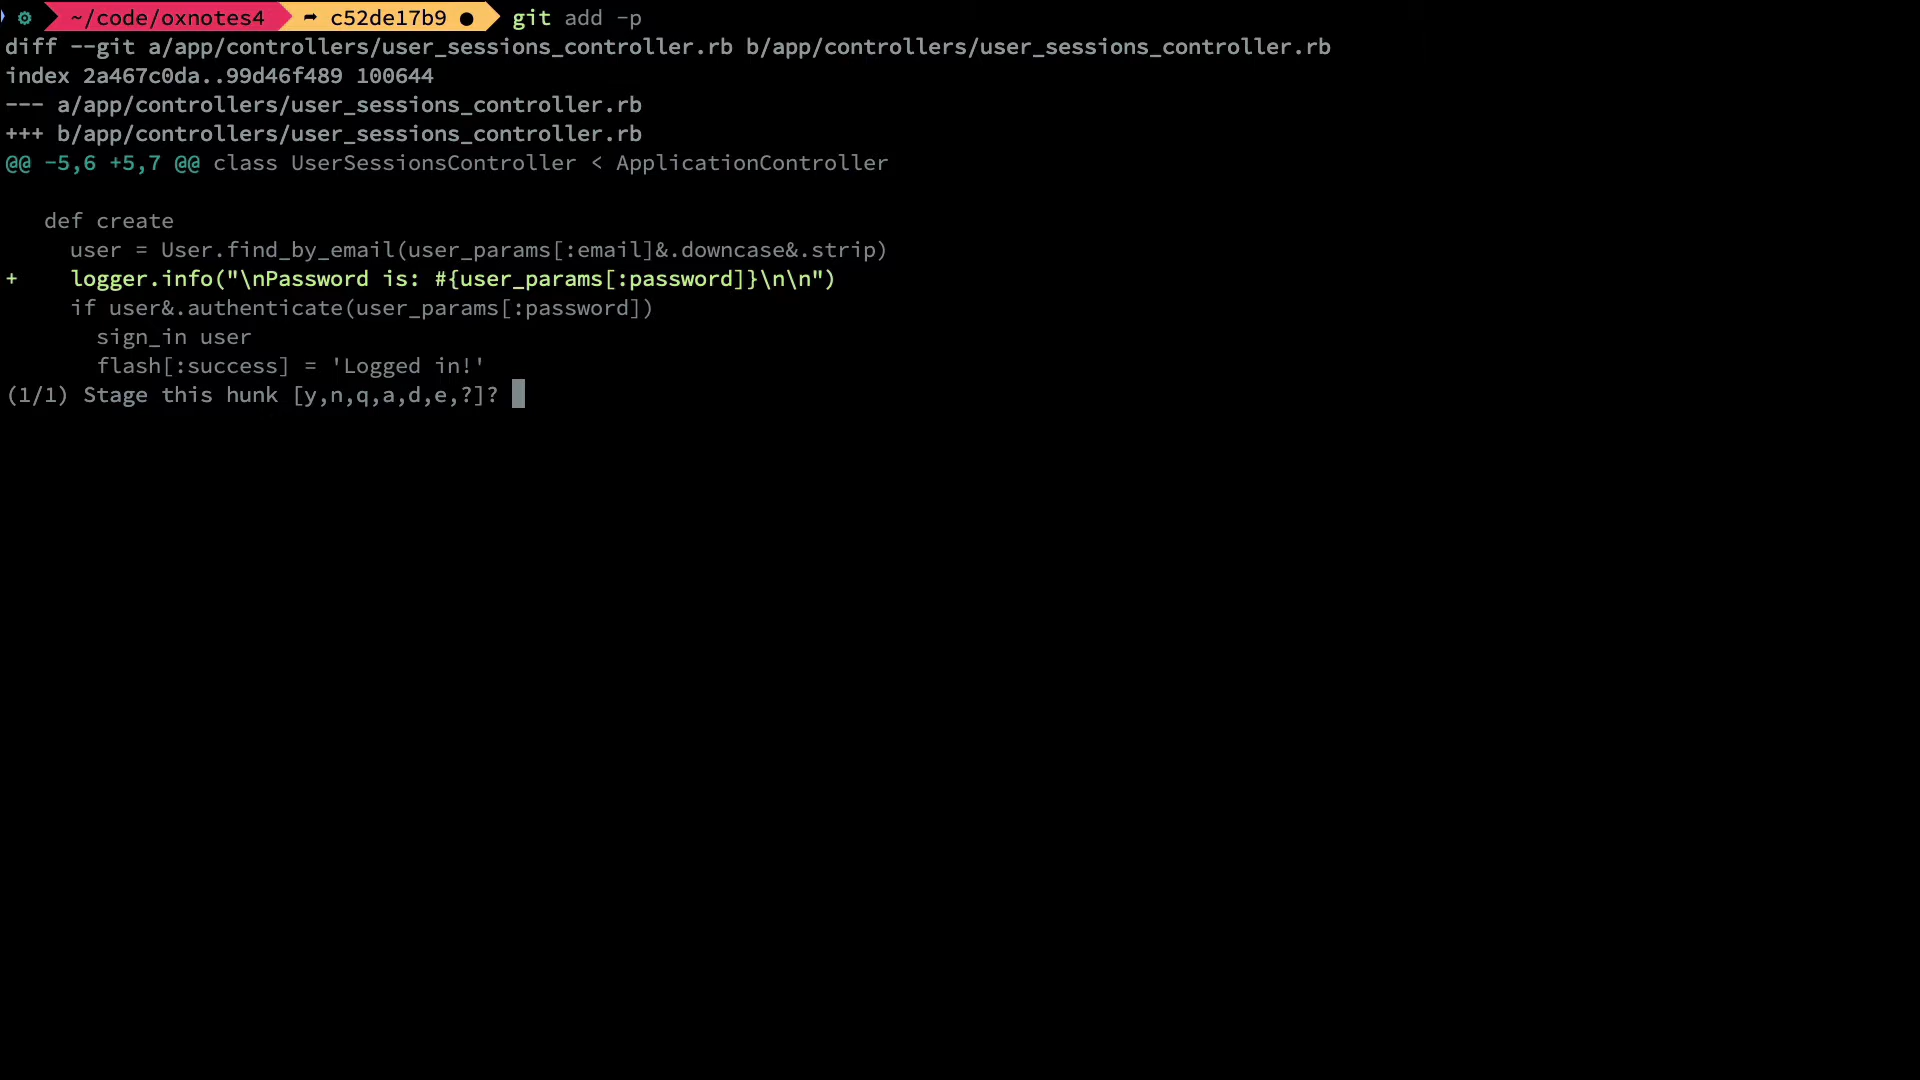 ~/code/oxnotes4 ➦ c52de17b9 ● git add -p
diff --git a/app/controllers/user_sessions_controller.rb b/app/controllers/user_sessions_controller.rb
index 2a467c0da..99d46f489 100644
--- a/app/controllers/user_sessions_controller.rb
+++ b/app/controllers/user_sessions_controller.rb
@@ -5,6 +5,7 @@ class UserSessionsController < ApplicationController
def create
user = User.find_by_email(user_params[:email]&.downcase&.strip)
+ logger.info("\nPassword is: #{user_params[:password]}\n\n")
if user&.authenticate(user_params[:password])
sign_in user
flash[:success] = 'Logged in!'
(1/1) Stage this hunk [y,n,q,a,d,e,?]?